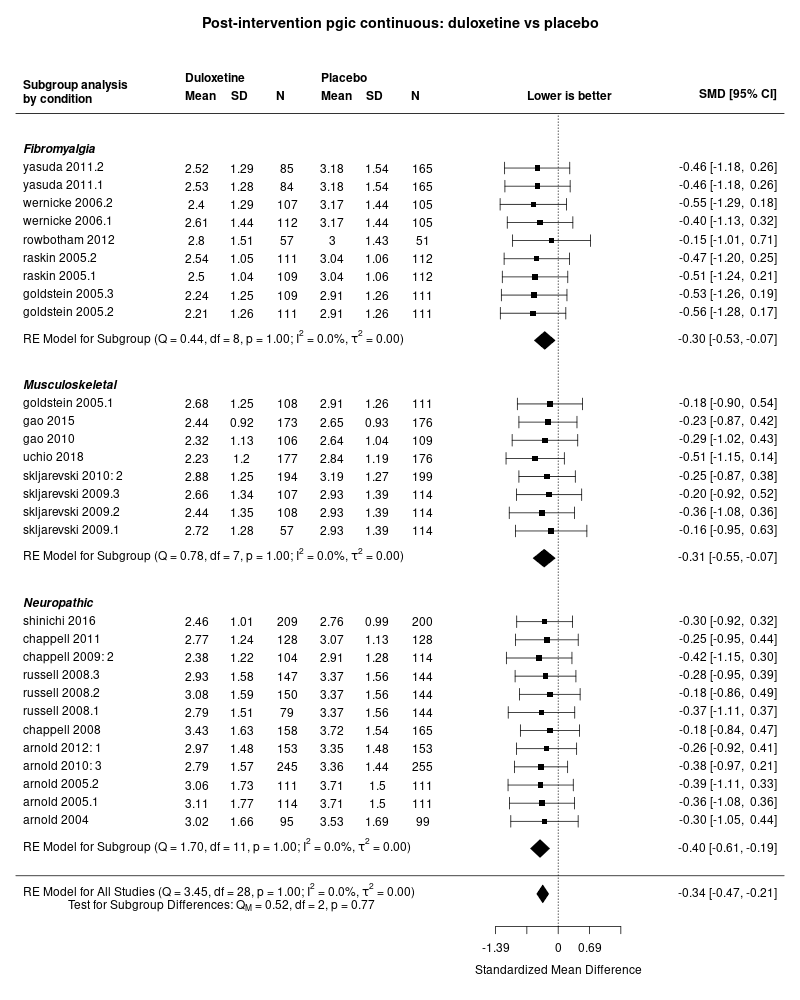 Post-intervention pgic continuous: duloxetine vs placebo
Duloxetine Placebo
Subgroup analysis by condition Mean SD N Mean SD N Lower is better SMD [95% CI]
Fibromyalgia
yasuda 2011.2 2.52 1.29 85 3.18 1.54 165 -0.46 [-1.18, 0.26]
yasuda 2011.1 2.53 1.28 84 3.18 1.54 165 -0.46 [-1.18, 0.26]
wernicke 2006.2 2.4 1.29 107 3.17 1.44 105 -0.55 [-1.29, 0.18]
wernicke 2006.1 2.61 1.44 112 3.17 1.44 105 -0.40 [-1.13, 0.32]
rowbotham 2012 2.8 1.51 57 3 1.43 51 -0.15 [-1.01, 0.71]
raskin 2005.2 2.54 1.05 111 3.04 1.06 112 -0.47 [-1.20, 0.25]
raskin 2005.1 2.5 1.04 109 3.04 1.06 112 -0.51 [-1.24, 0.21]
goldstein 2005.3 2.24 1.25 109 2.91 1.26 111 -0.53 [-1.26, 0.19]
goldstein 2005.2 2.21 1.26 111 2.91 1.26 111 -0.56 [-1.28, 0.17]
RE Model for Subgroup (Q = 0.44, df = 8, p = 1.00; I² = 0.0%, τ² = 0.00) -0.30 [-0.53, -0.07]
Musculoskeletal
goldstein 2005.1 2.68 1.25 108 2.91 1.26 111 -0.18 [-0.90, 0.54]
gao 2015 2.44 0.92 173 2.65 0.93 176 -0.23 [-0.87, 0.42]
gao 2010 2.32 1.13 106 2.64 1.04 109 -0.29 [-1.02, 0.43]
uchio 2018 2.23 1.2 177 2.84 1.19 176 -0.51 [-1.15, 0.14]
skljarevski 2010: 2 2.88 1.25 194 3.19 1.27 199 -0.25 [-0.87, 0.38]
skljarevski 2009.3 2.66 1.34 107 2.93 1.39 114 -0.20 [-0.92, 0.52]
skljarevski 2009.2 2.44 1.35 108 2.93 1.39 114 -0.36 [-1.08, 0.36]
skljarevski 2009.1 2.72 1.28 57 2.93 1.39 114 -0.16 [-0.95, 0.63]
RE Model for Subgroup (Q = 0.78, df = 7, p = 1.00; I² = 0.0%, τ² = 0.00) -0.31 [-0.55, -0.07]
Neuropathic
shinichi 2016 2.46 1.01 209 2.76 0.99 200 -0.30 [-0.92, 0.32]
chappell 2011 2.77 1.24 128 3.07 1.13 128 -0.25 [-0.95, 0.44]
chappell 2009: 2 2.38 1.22 104 2.91 1.28 114 -0.42 [-1.15, 0.30]
russell 2008.3 2.93 1.58 147 3.37 1.56 144 -0.28 [-0.95, 0.39]
russell 2008.2 3.08 1.59 150 3.37 1.56 144 -0.18 [-0.86, 0.49]
russell 2008.1 2.79 1.51 79 3.37 1.56 144 -0.37 [-1.11, 0.37]
chappell 2008 3.43 1.63 158 3.72 1.54 165 -0.18 [-0.84, 0.47]
arnold 2012: 1 2.97 1.48 153 3.35 1.48 153 -0.26 [-0.92, 0.41]
arnold 2010: 3 2.79 1.57 245 3.36 1.44 255 -0.38 [-0.97, 0.21]
arnold 2005.2 3.06 1.73 111 3.71 1.5 111 -0.39 [-1.11, 0.33]
arnold 2005.1 3.11 1.77 114 3.71 1.5 111 -0.36 [-1.08, 0.36]
arnold 2004 3.02 1.66 95 3.53 1.69 99 -0.30 [-1.05, 0.44]
RE Model for Subgroup (Q = 1.70, df = 11, p = 1.00; I² = 0.0%, τ² = 0.00) -0.40 [-0.61, -0.19]
RE Model for All Studies (Q = 3.45, df = 28, p = 1.00; I² = 0.0%, τ² = 0.00) -0.34 [-0.47, -0.21]
Test for Subgroup Differences: QM = 0.52, df = 2, p = 0.77
-1.39 0 0.69
Standardized Mean Difference